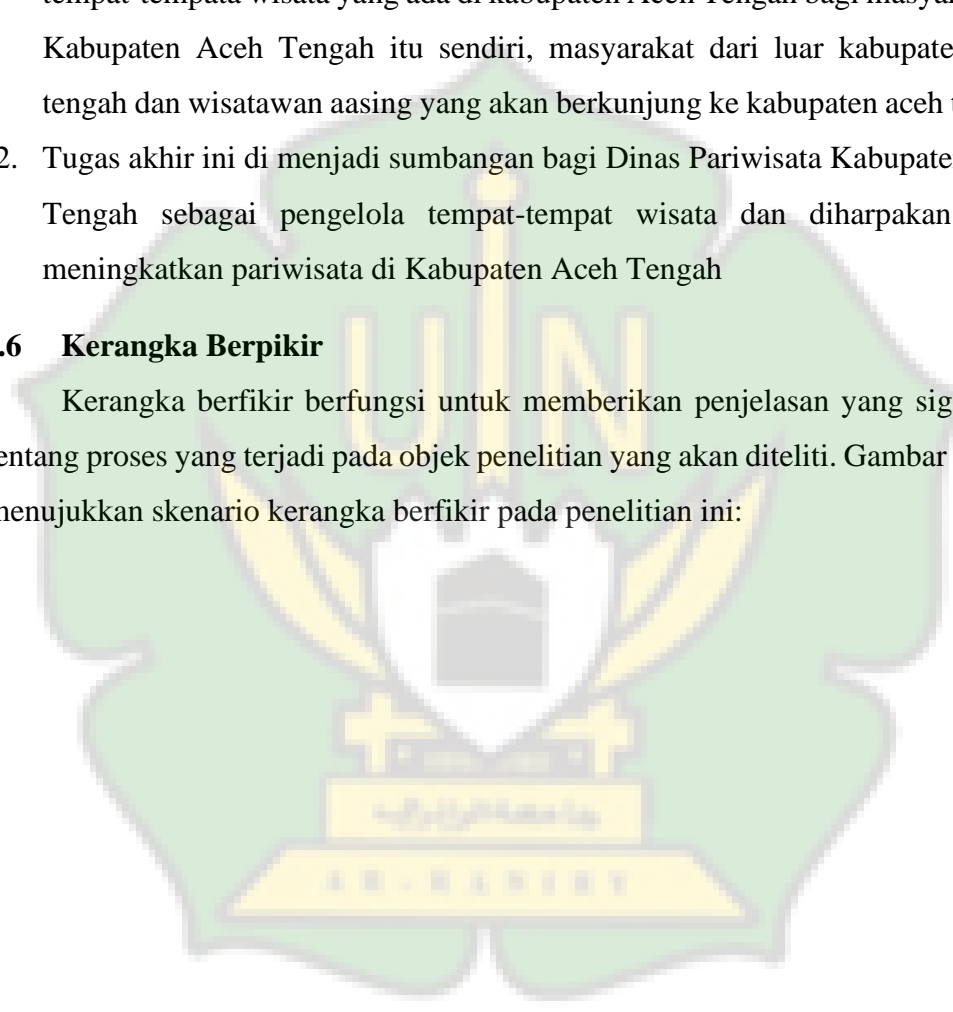 tempat-tempata wisata yang ada di kabupaten Aceh Tengah bagi masya
Kabupaten Aceh Tengah itu sendiri, masyarakat dari luar kabupate
tengah dan wisatawan aasing yang akan berkunjung ke kabupaten aceh
2. Tugas akhir ini di menjadi sumbangan bagi Dinas Pariwisata Kabupate
Tengah sebagai pengelola tempat-tempat wisata dan diharpakan
meningkatkan pariwisata di Kabupaten Aceh Tengah
.6 Kerangka Berpikir
Kerangka berfikir berfungsi untuk memberikan penjelasan yang sig
entang proses yang terjadi pada objek penelitian yang akan diteliti. Gambar
menujukkan skenario kerangka berfikir pada penelitian ini:
UIN
AR-RANIRY